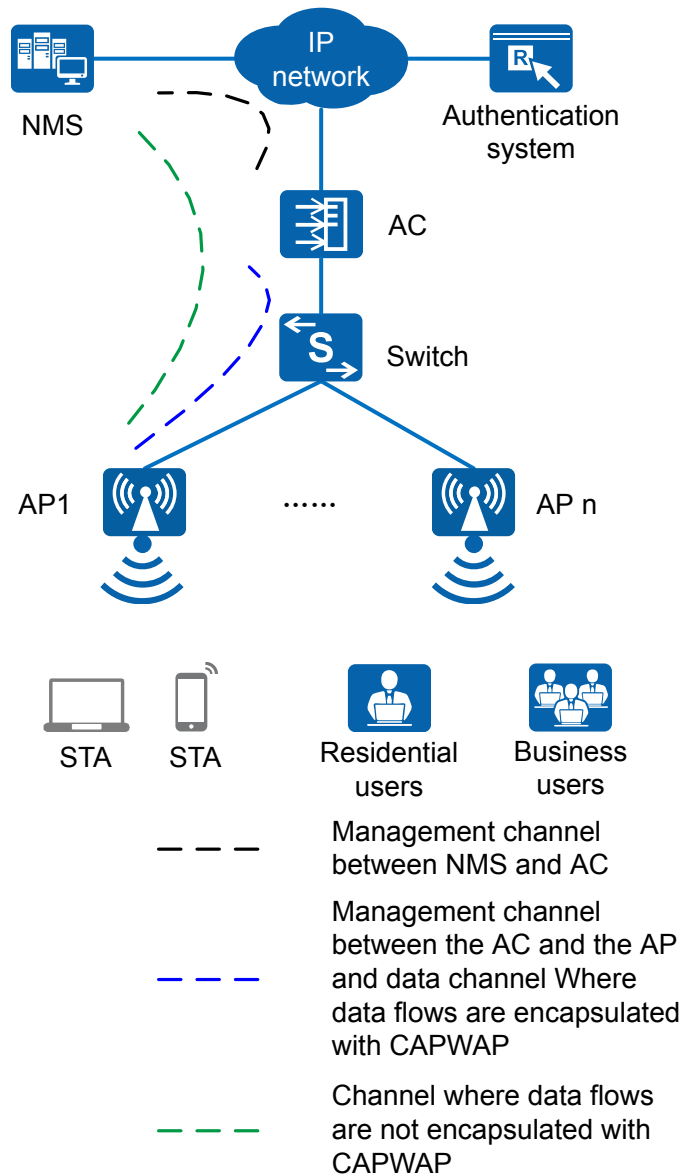 IP
network
NMS
R
Authentication
system
AC
S
Switch
AP1
......
AP n
STA
STA
Residential
users
Business
users
Management channel
between NMS and AC
Management channel
between the AC and the AP
and data channel Where
data flows are encapsulated
with CAPWAP
Channel where data flows
are not encapsulated with
CAPWAP